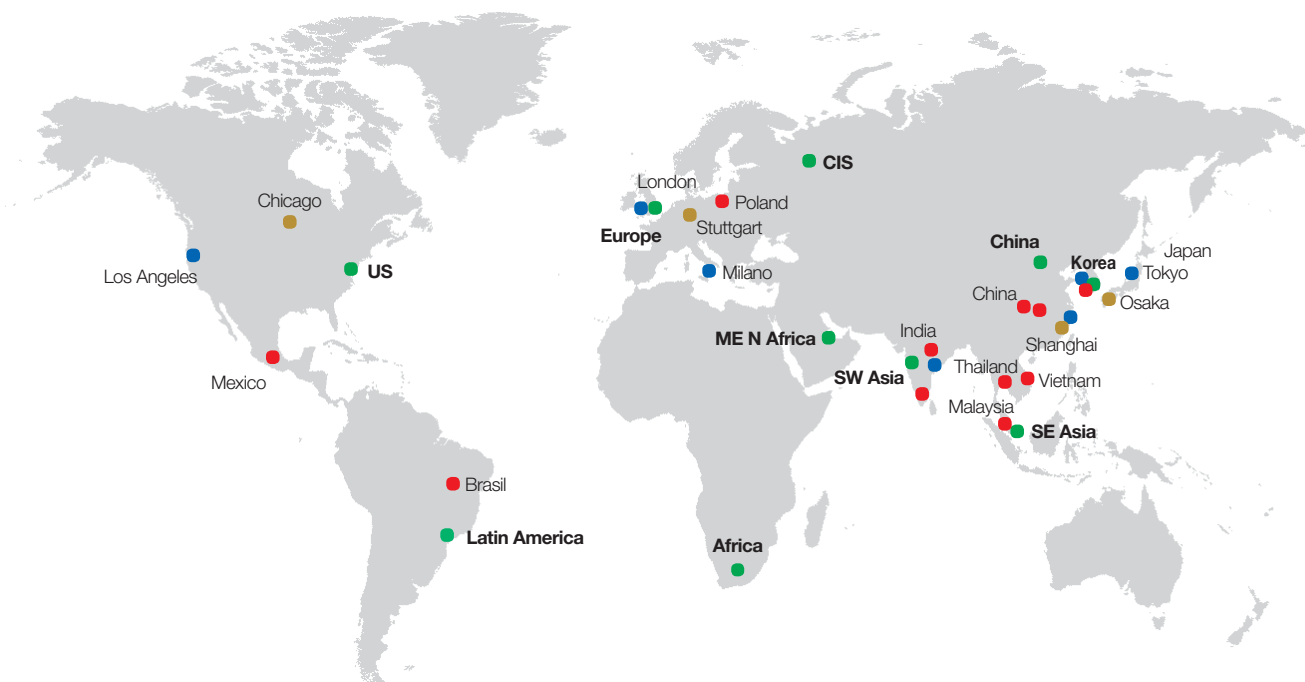 CIS
London
Poland
Chicago
Stuttgart
Europe
China
Japan
Korea
Los Angeles
US
Milano
Tokyo
China
Osaka
ME N Africa
India
Shanghai
Thailand
SW Asia
Vietnam
Mexico
Malaysia
SE Asia
Brasil
Latin America
Africa